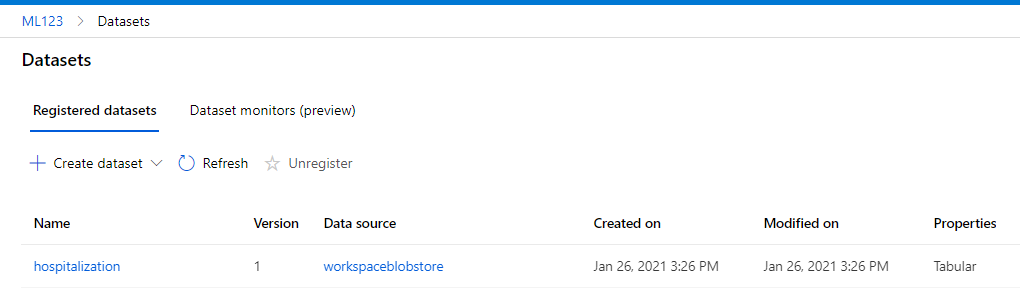 ML123 > Datasets
Datasets
Registered datasets Dataset monitors (preview)
Create dataset Refresh Unregister
Name Version Data source Created on Modified on Properties
hospitalization 1 workspaceblobstore Jan 26, 2021 3:26 PM Jan 26, 2021 3:26 PM Tabular